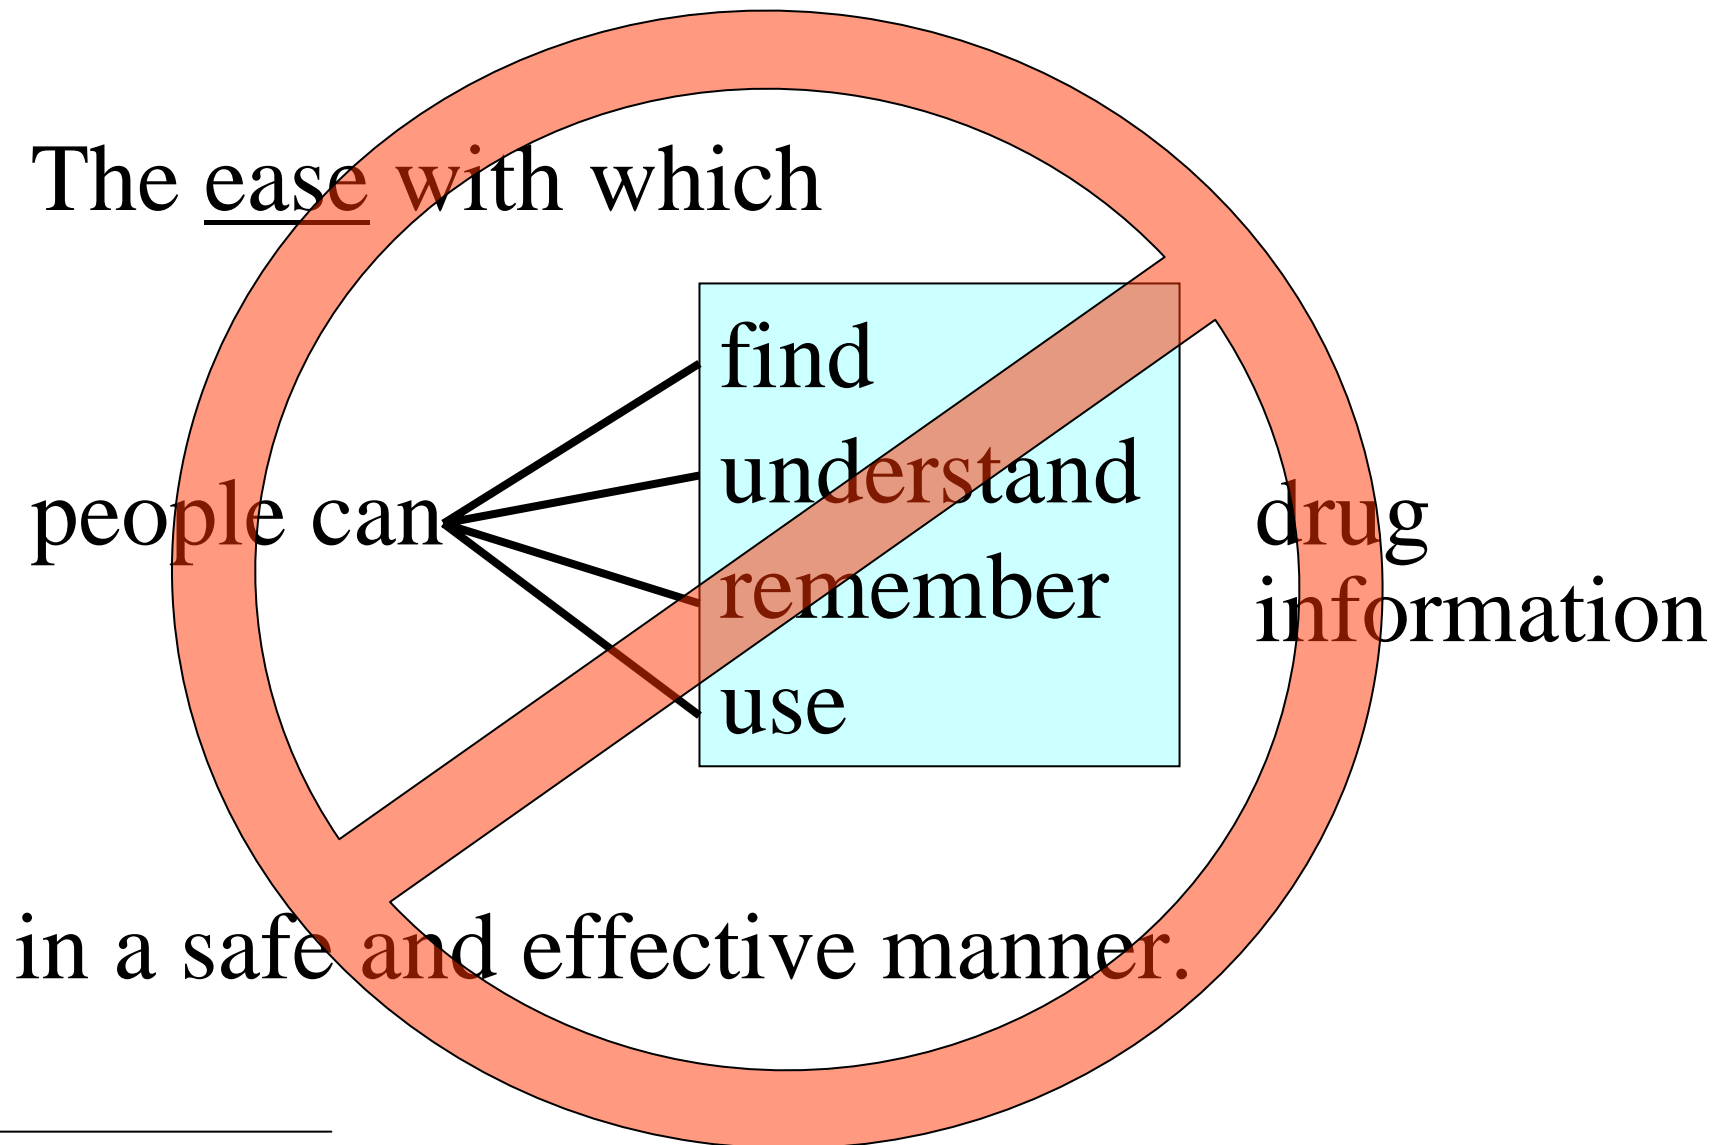 The ease with which
find
understand
people can
drug
remember
information
use
in a safe and effective manner.